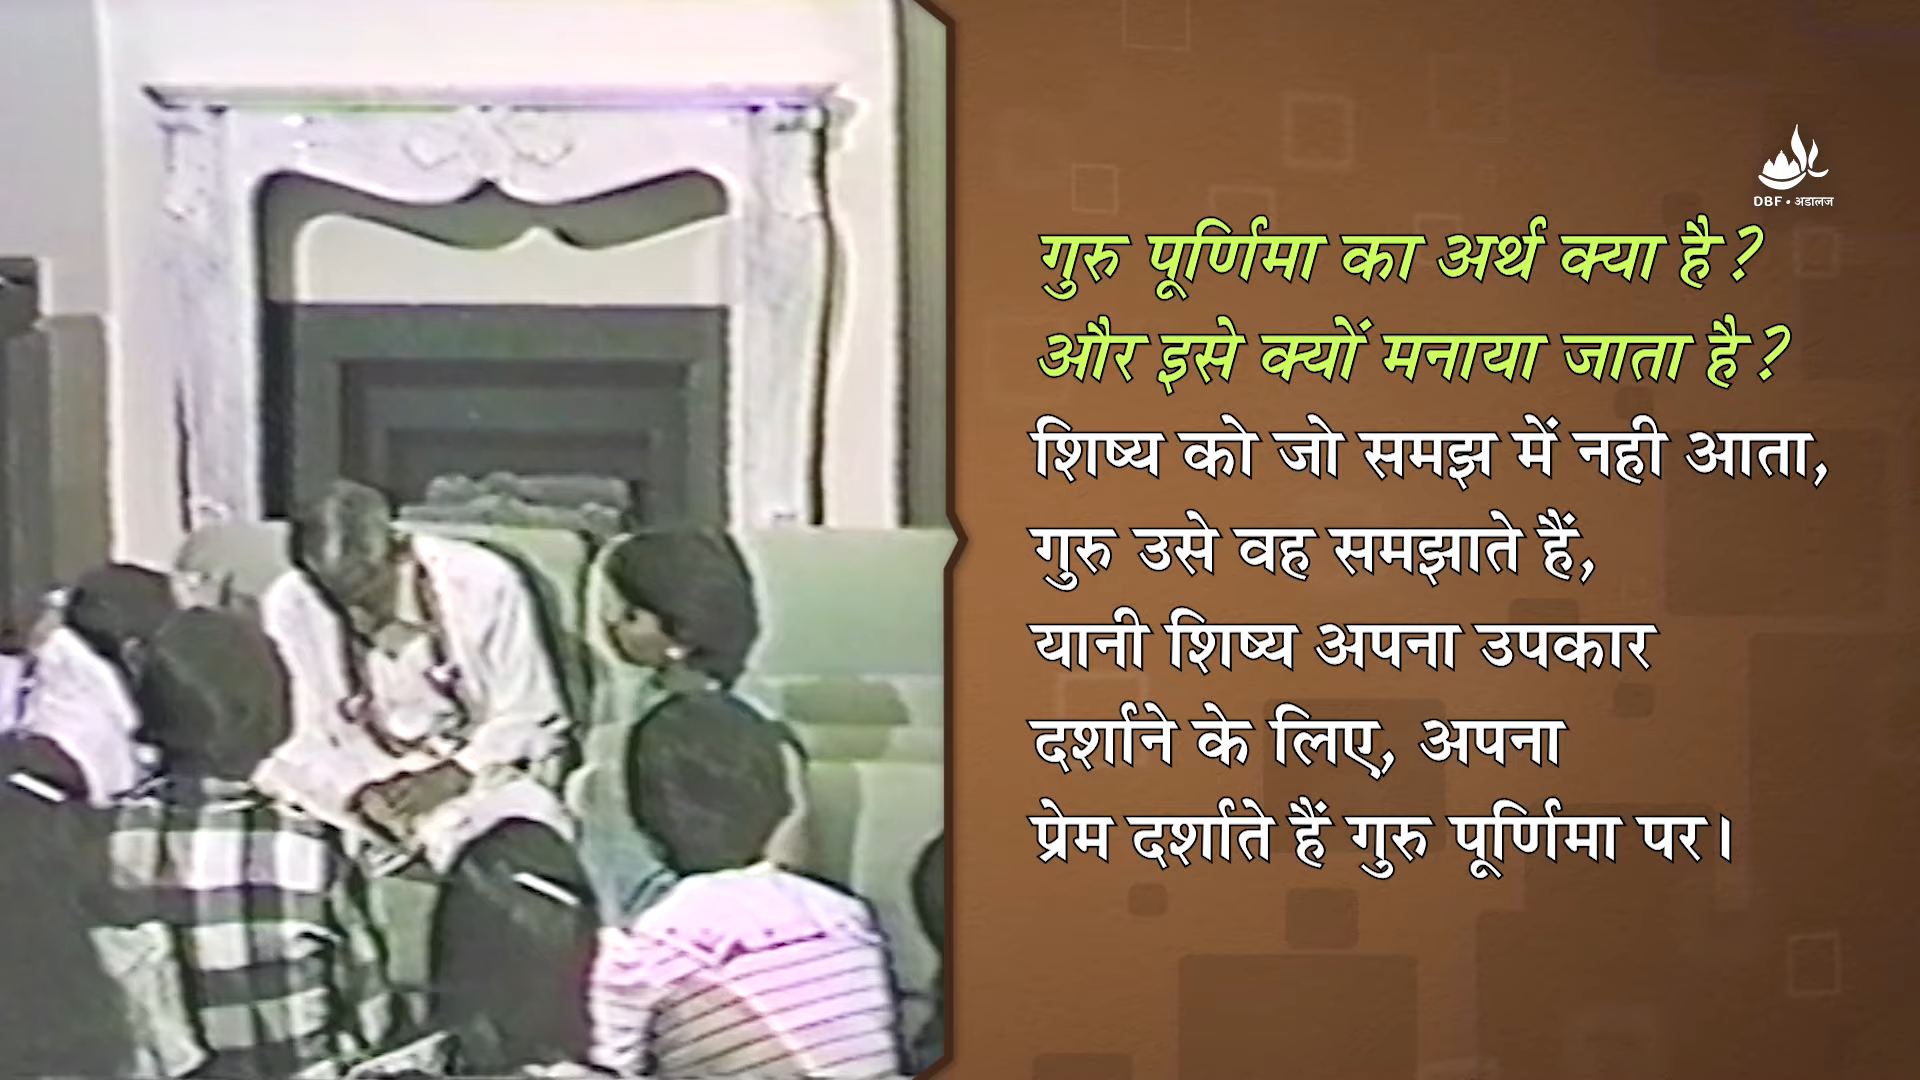 DBF • अडालज
गुरु पूर्णिमा का अर्थ क्या है?
और इसे क्यों मनाया जाता है?
शिष्य को जो समझ में नही आता,
गुरु उसे वह समझाते हैं,
यानी शिष्य अपना उपकार
दर्शाने के लिए, अपना
प्रेम दर्शाते हैं गुरु पूर्णिमा पर।